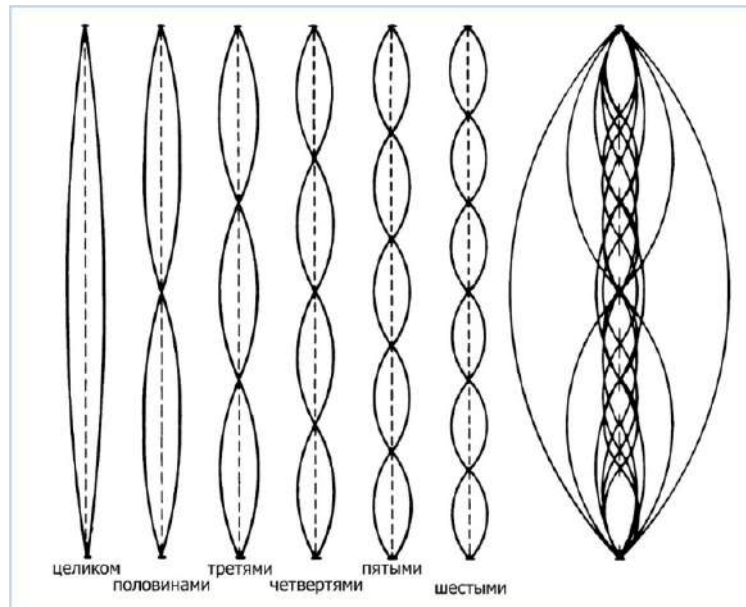 целиком
половинами
третями
четвертями
пятыми
шестыми